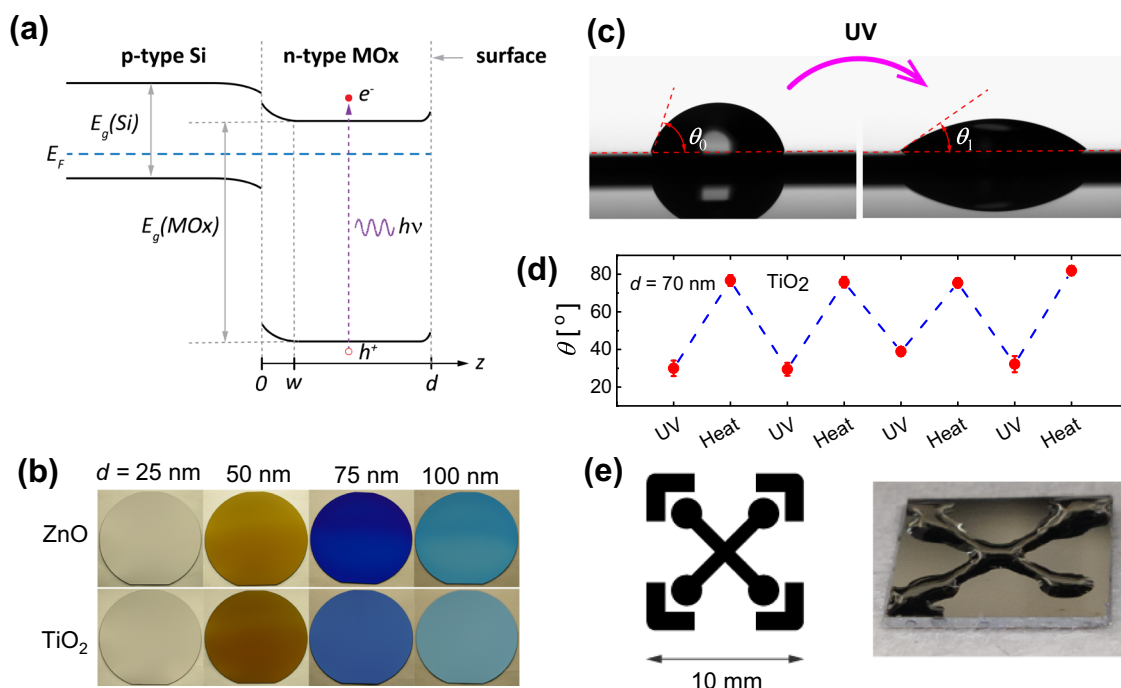 (a)
p-type Si n-type MOx surface
e-
Eg(Si)
EF
Eg(MOx)
hν
h+
0 w d z
(b)
d = 25 nm 50 nm 75 nm 100 nm
ZnO
TiO2
(c)
UV
θ0
θ1
(d)
d = 70 nm TiO2
80
60
40
20
θ [°]
UV Heat UV Heat UV Heat UV Heat
(e)
10 mm